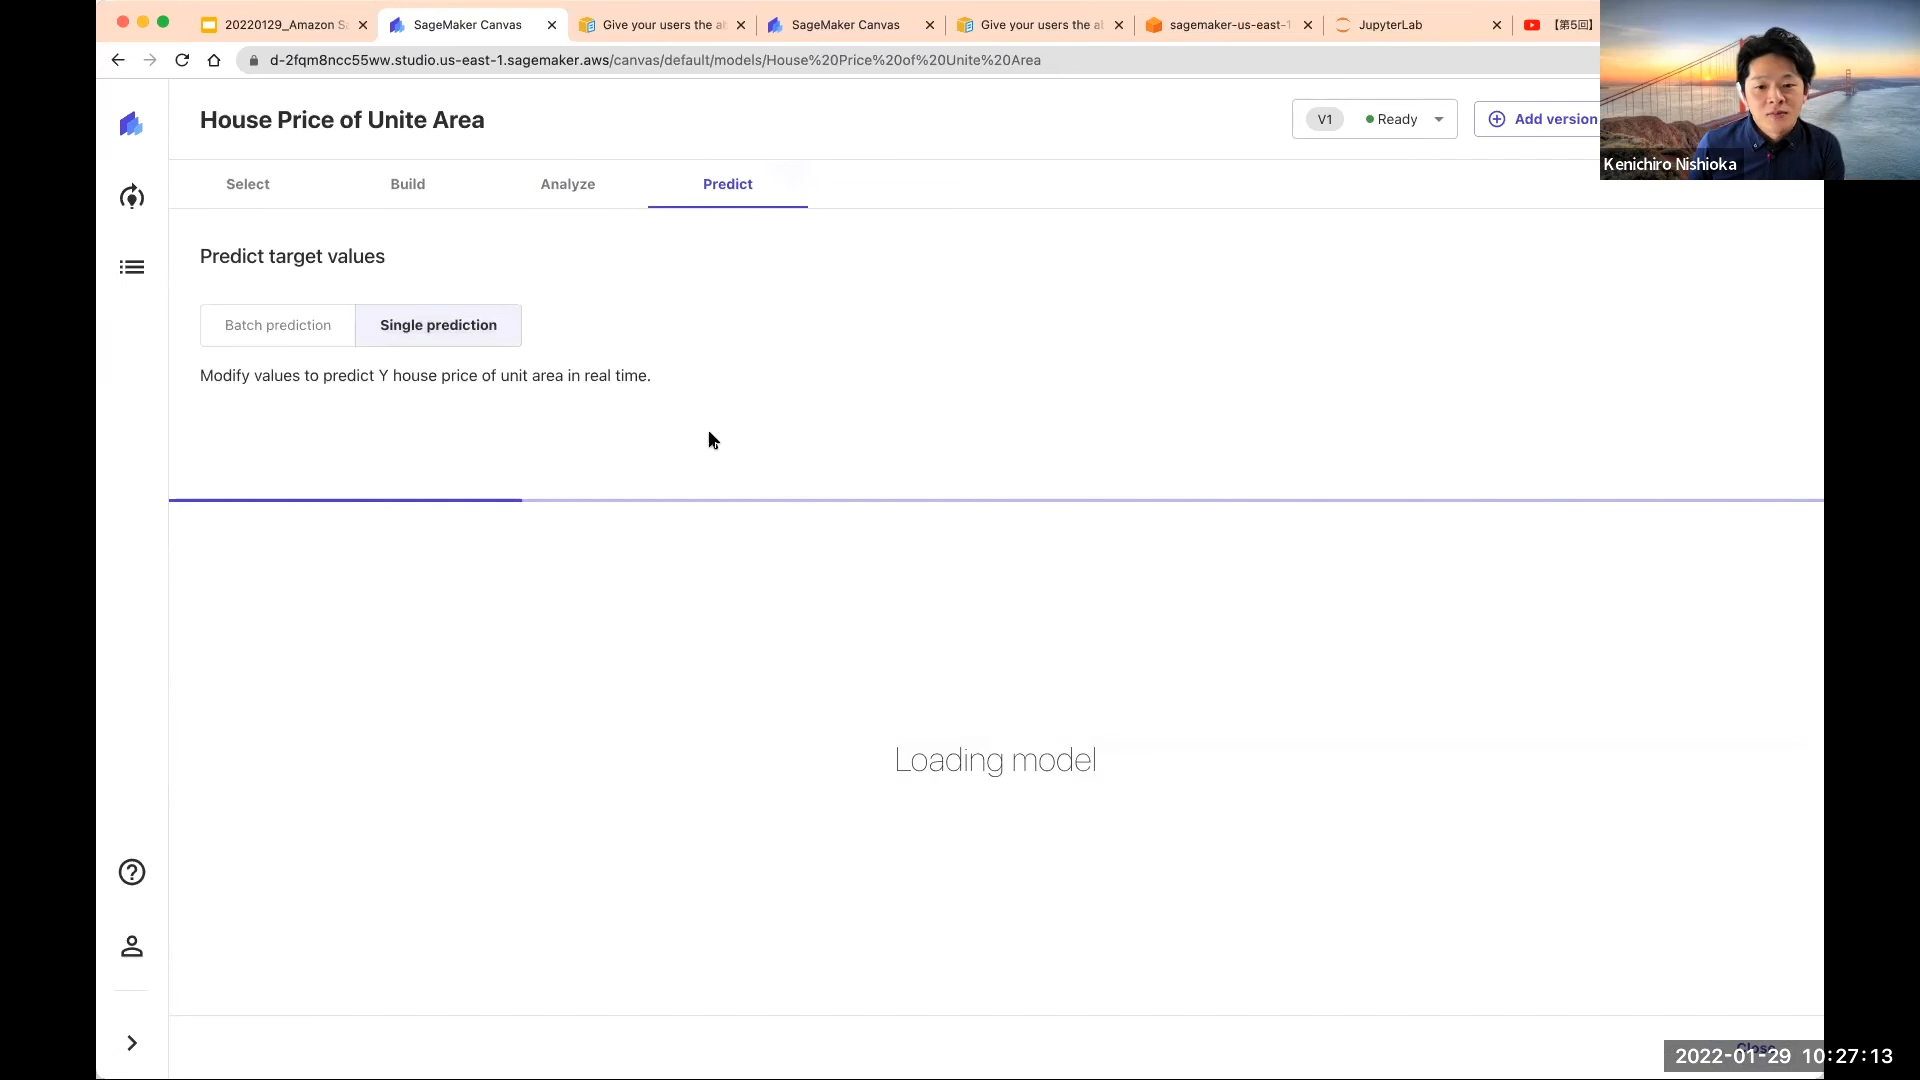 20220129_Amazon S
SageMaker Canvas
Give your users the a
SageMaker Canvas
Give your users the a
sagemaker-us-east-1
JupyterLab
【第5回】
d-2fqm8ncc55ww.studio.us-east-1.sagemaker.aws/canvas/default/models/House%20Price%20of%20Unite%20Area
House Price of Unite Area
V1
Ready
Add version
Kenichiro Nishioka
Select
Build
Analyze
Predict
Predict target values
Batch prediction
Single prediction
Modify values to predict Y house price of unit area in real time.
Loading model
Close
2022-01-29 10:27:13